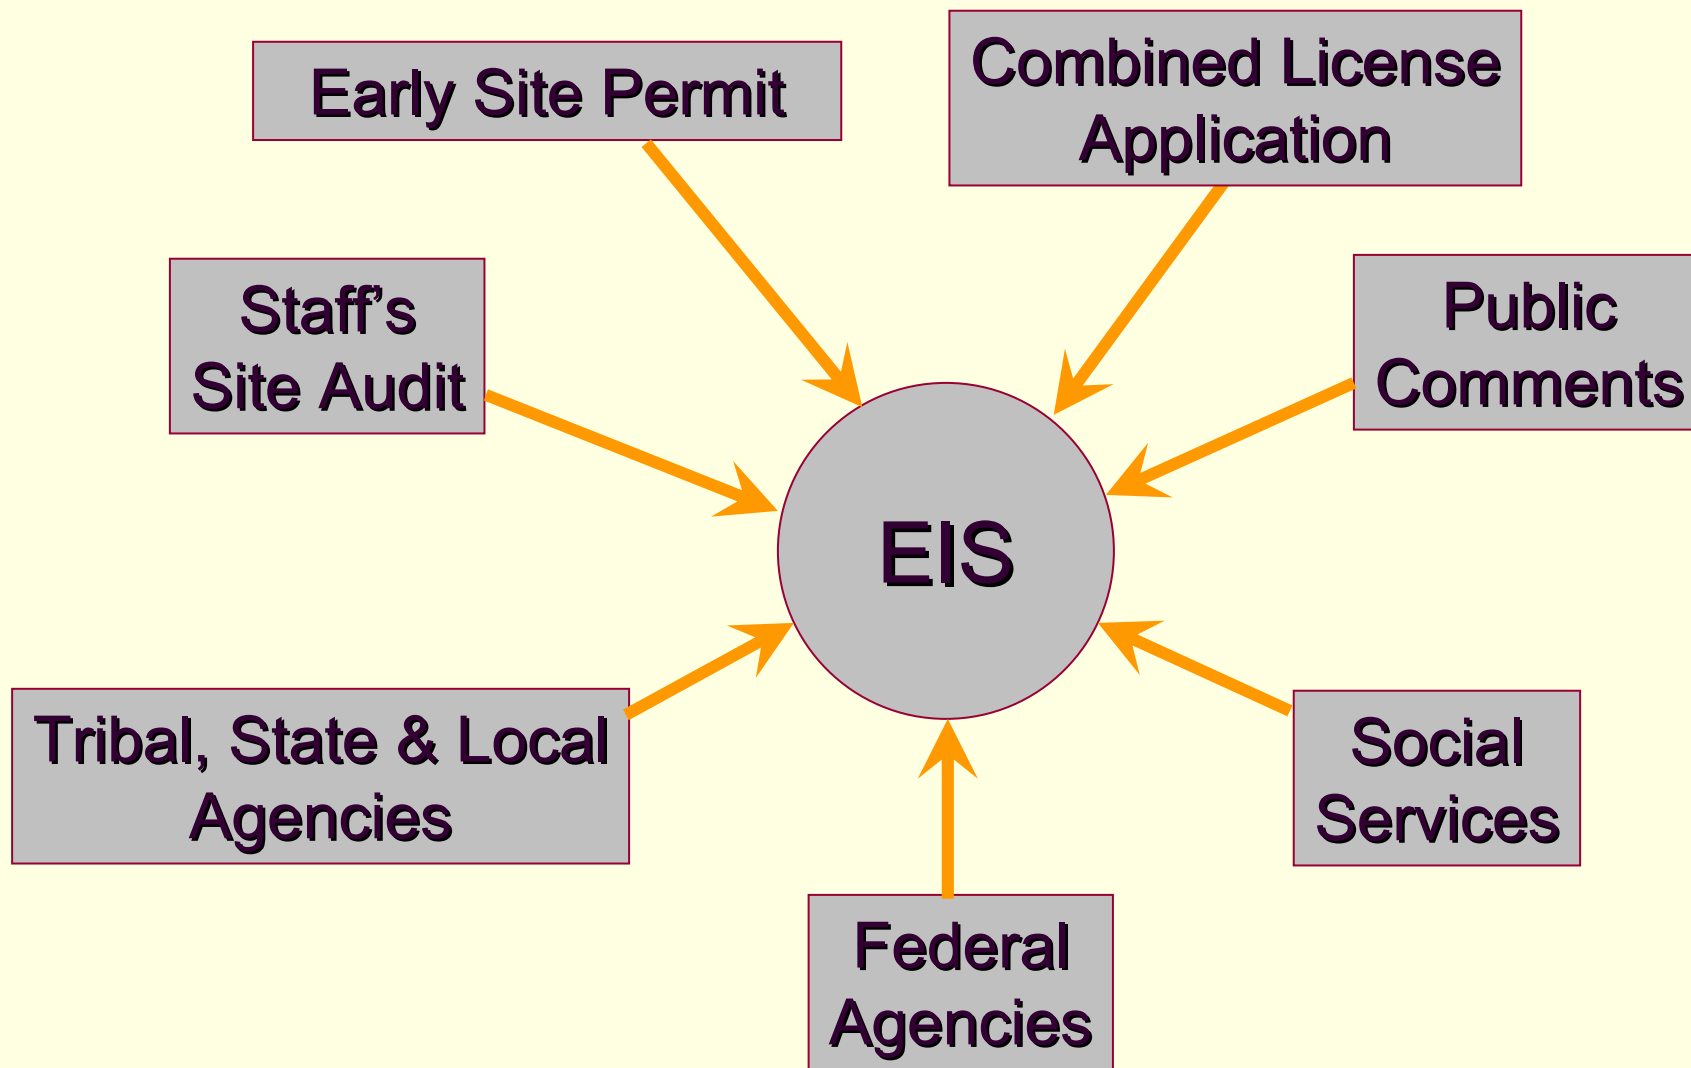 Early Site Permit
Combined License
Application
Staff's
Site Audit
Public
Comments
EIS
Tribal, State & Local
Agencies
Social
Services
Federal
Agencies